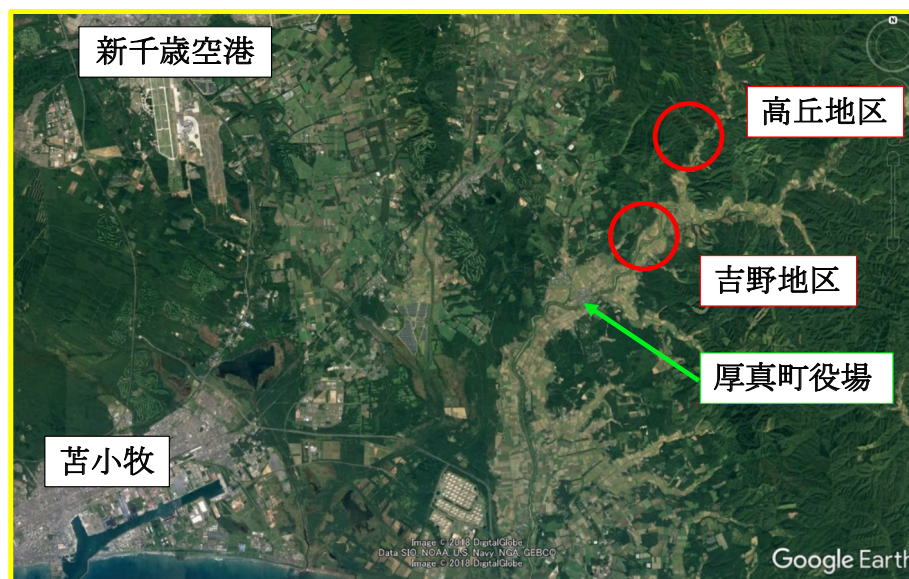 新千歳空港
N
高丘地区
吉野地区
厚真町役場
苫小牧
Image © 2018 DigitalGlobe
Data SIO, NOAA, U.S. Navy, NGA, GEBCO
Image © 2018 DigitalGlobe
Google Earth